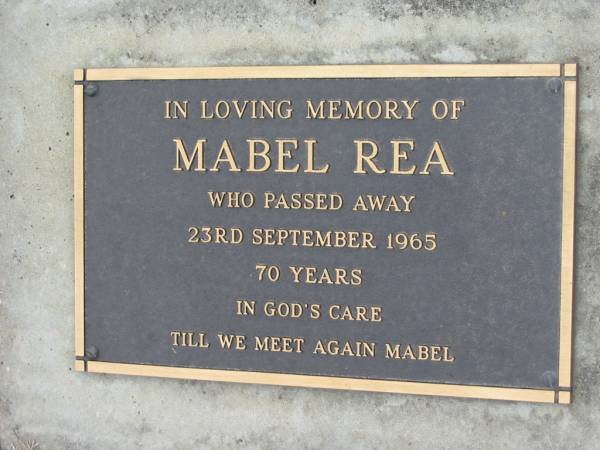 IN LOVING MEMORY OF
MABEL REA
WHO PASSED AWAY
23RD SEPTEMBER 1965
70 YEARS
IN GOD'S CARE
TILL WE MEET AGAIN MABEL